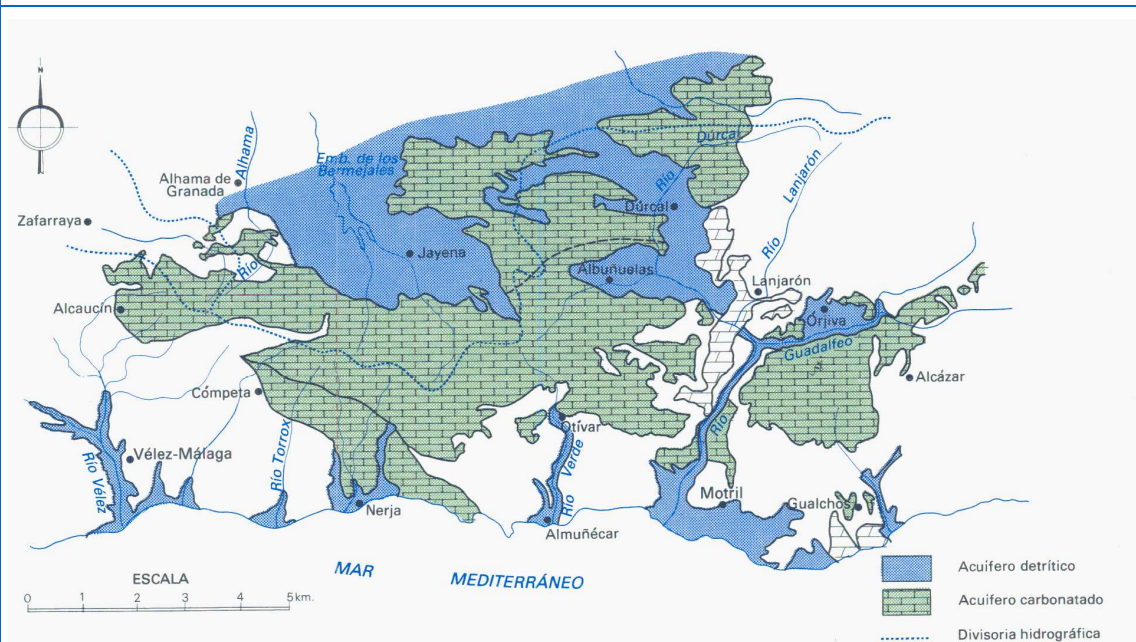 N
Alhama
Emb. de los
Bermejales
Alhama de
Granada
Zafarraya
Río
Jayena
Alcaucín
Dúrcal
Río
Dúrcal
Lanjarón
Río
Albuñuelas
Lanjarón
Órjiva
Guadalfeo
Río
Alcázar
Cómpeta
Otívar
Verde
Río
Vélez-Málaga
Río Vélez
Río Torrox
Nerja
Almuñécar
Motril
Gualchos
MAR MEDITERRÁNEO
ESCALA
0 1 2 3 4 5 km.
Acuífero detrítico
Acuífero carbonatado
Divisoria hidrográfica